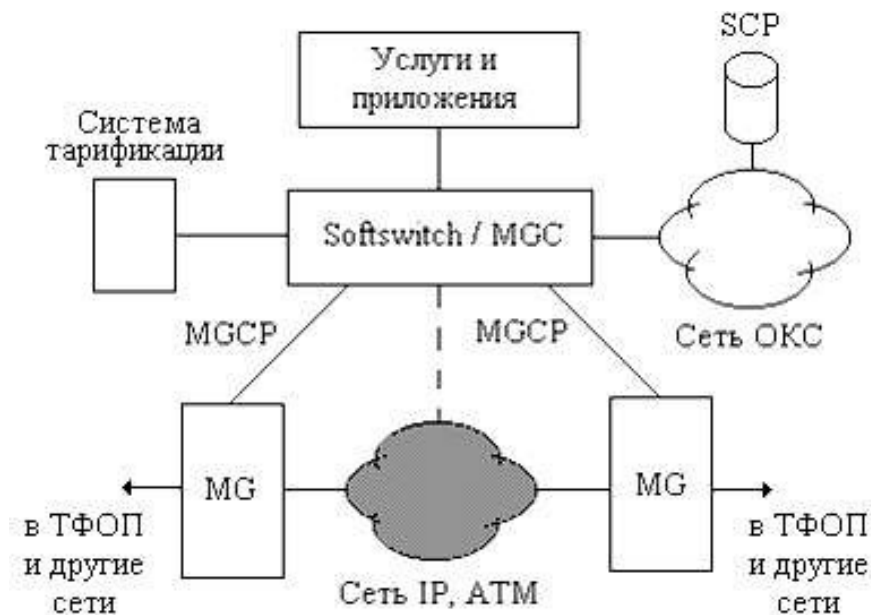 SCP
Услуги и
приложения
Система
тарификации
Softswitch / MGC
MGCP
MGCP
Сеть ОКС
MG
MG
в ТФОП
и другие
сети
в ТФОП
и другие
сети
Сеть IP, ATM